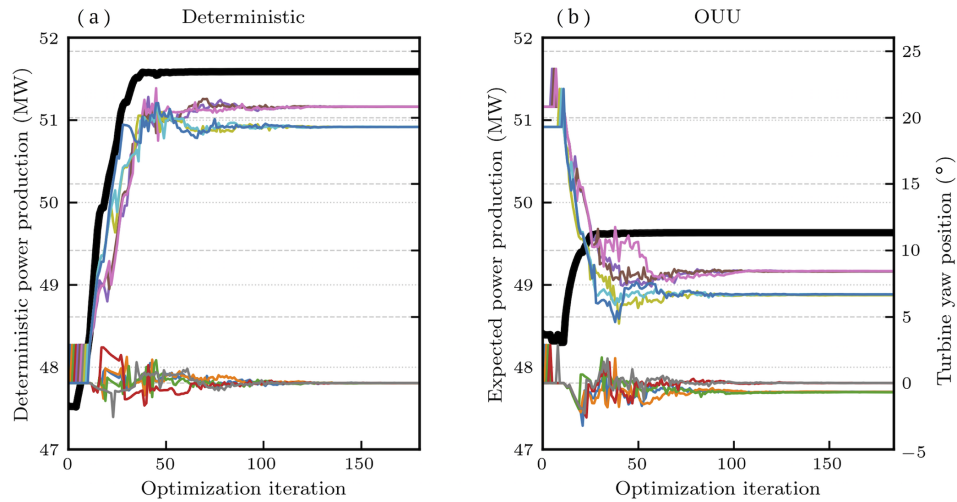 (a) Deterministic
(b) OUU
52
51
50
49
48
47
Deterministic power production (MW)
0 50 100 150
Optimization iteration
52
51
50
49
48
47
Expected power production (MW)
0 50 100 150
Optimization iteration
25
20
15
10
5
0
−5
Turbine yaw position (°)